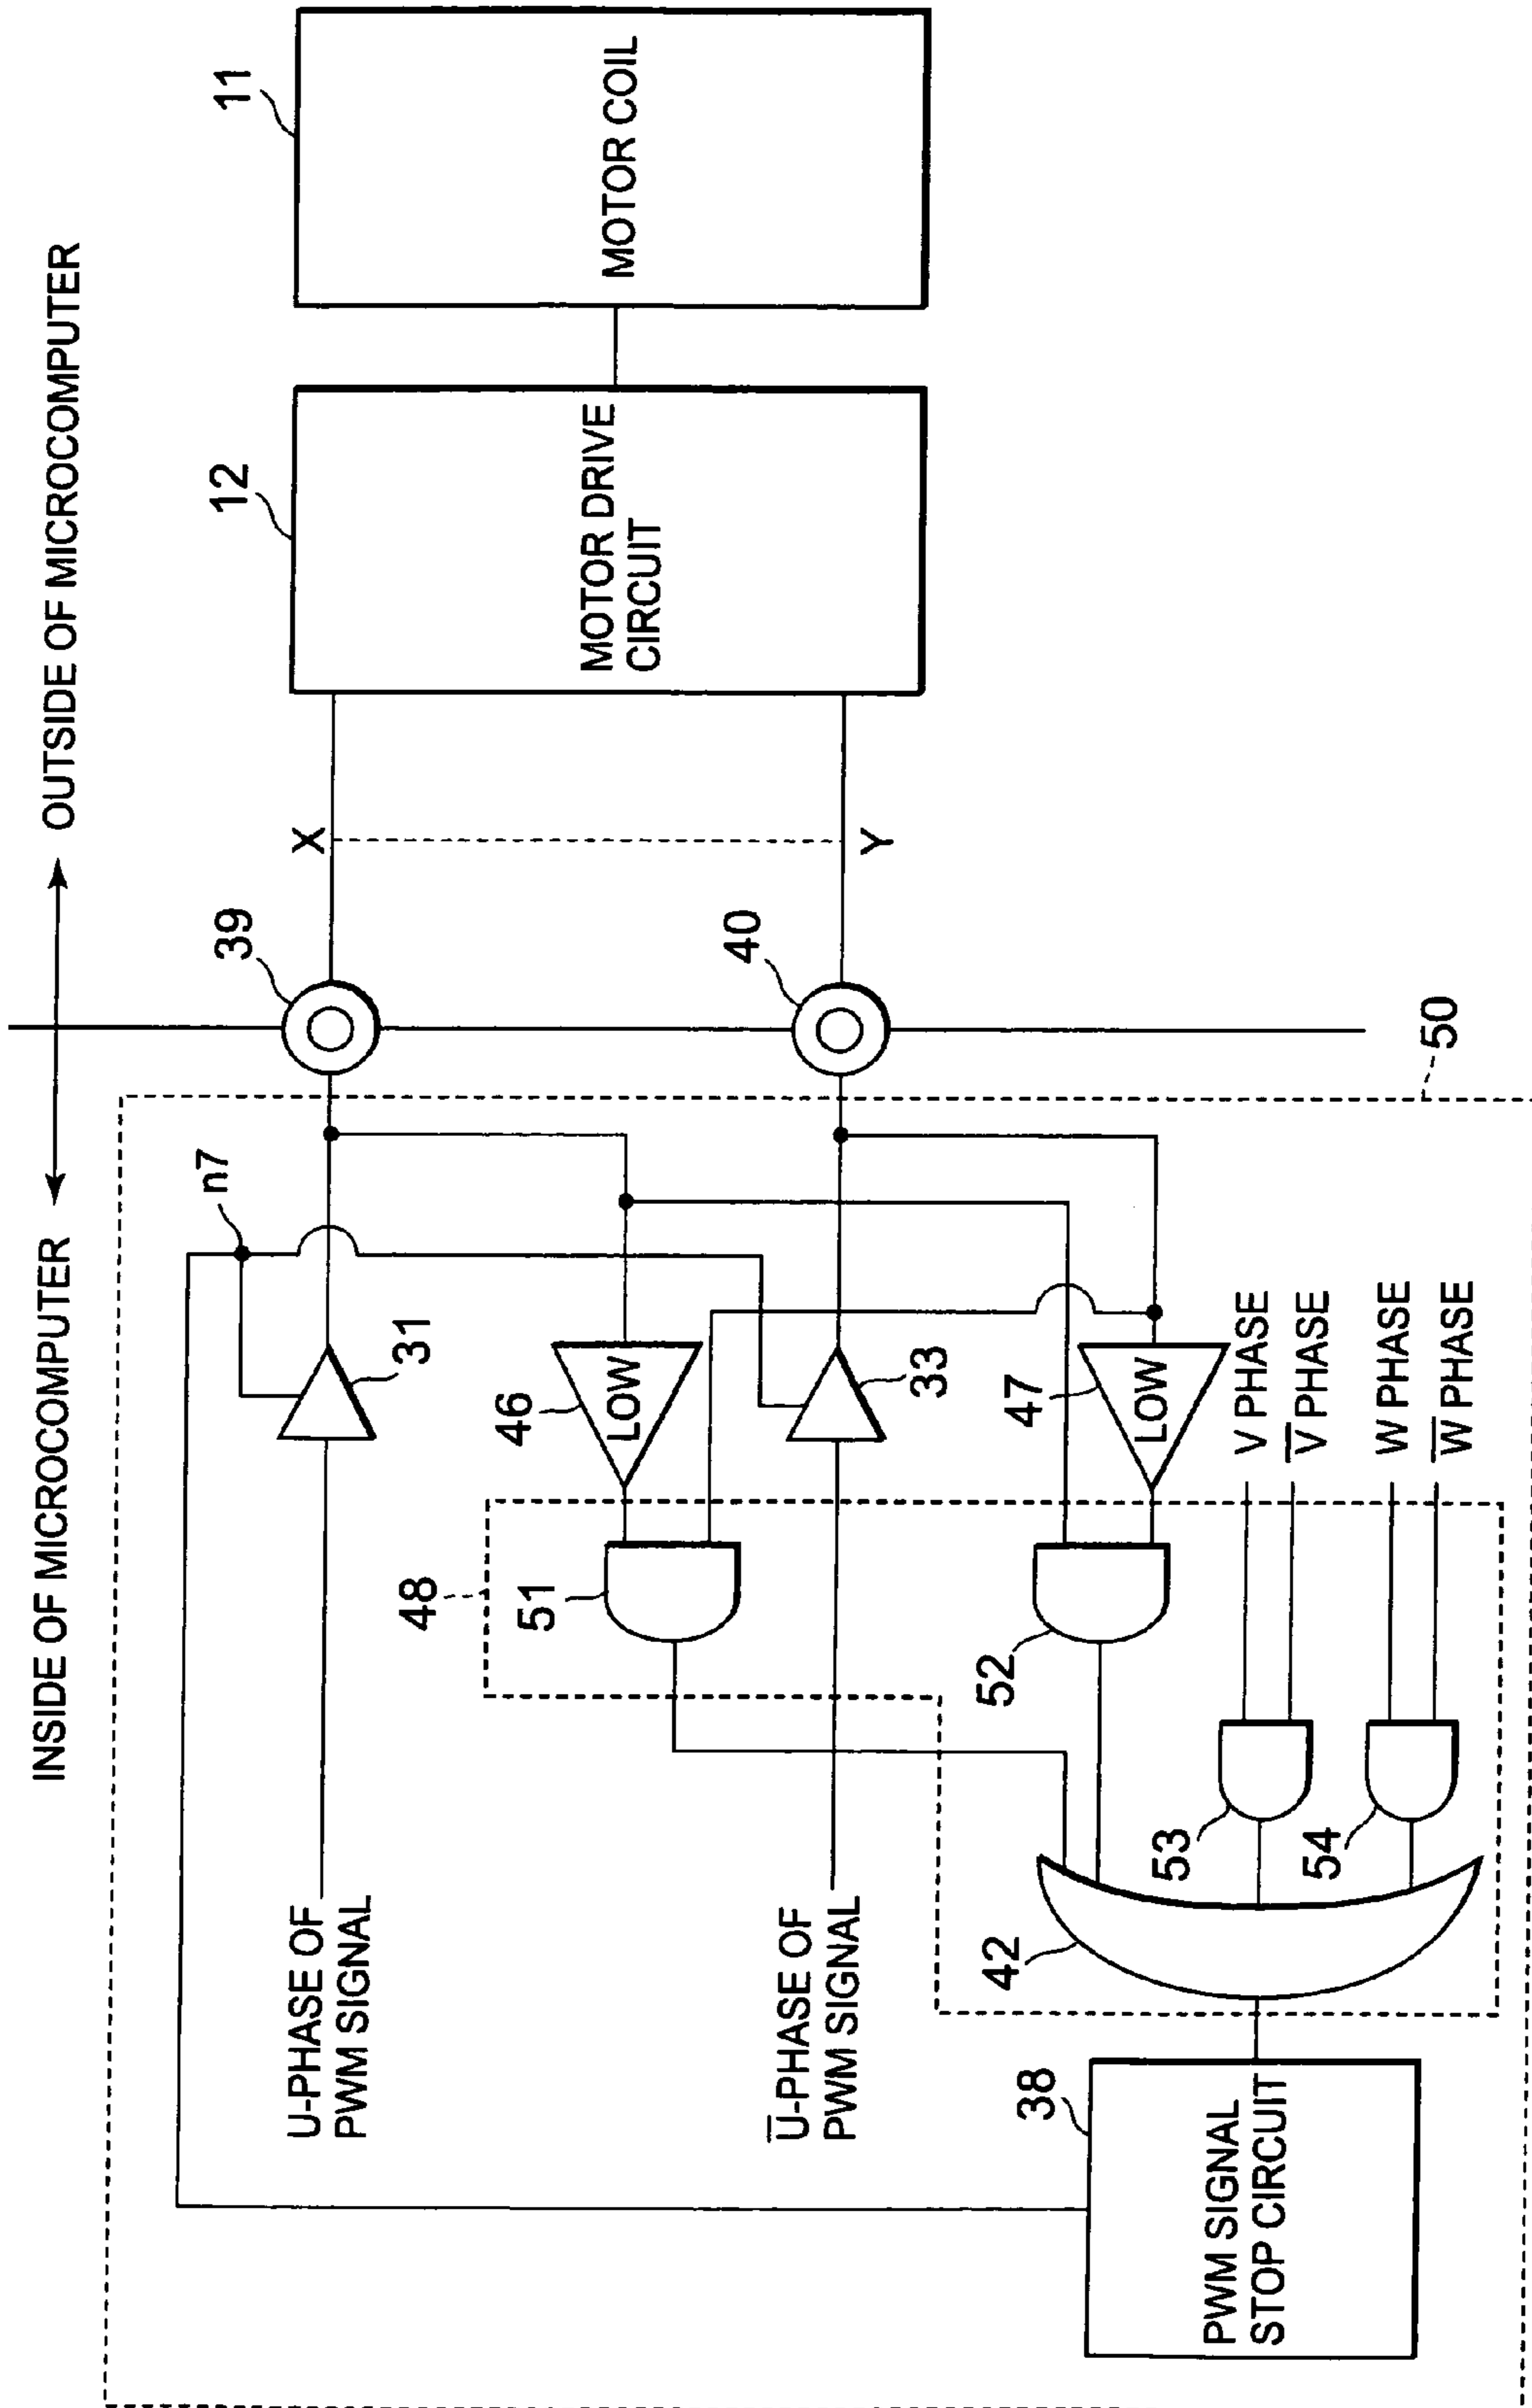 INSIDE OF MICROCOMPUTER
OUTSIDE OF MICROCOMPUTER
n7
39
12
11
X
U-PHASE OF
PWM SIGNAL
31
MOTOR DRIVE
CIRCUIT
MOTOR COIL
48
46
LOW
51
40
U̅-PHASE OF
PWM SIGNAL
33
Y
52
47
LOW
42
38
PWM SIGNAL
STOP CIRCUIT
53
V PHASE
V̅ PHASE
54
W PHASE
W̅ PHASE
50